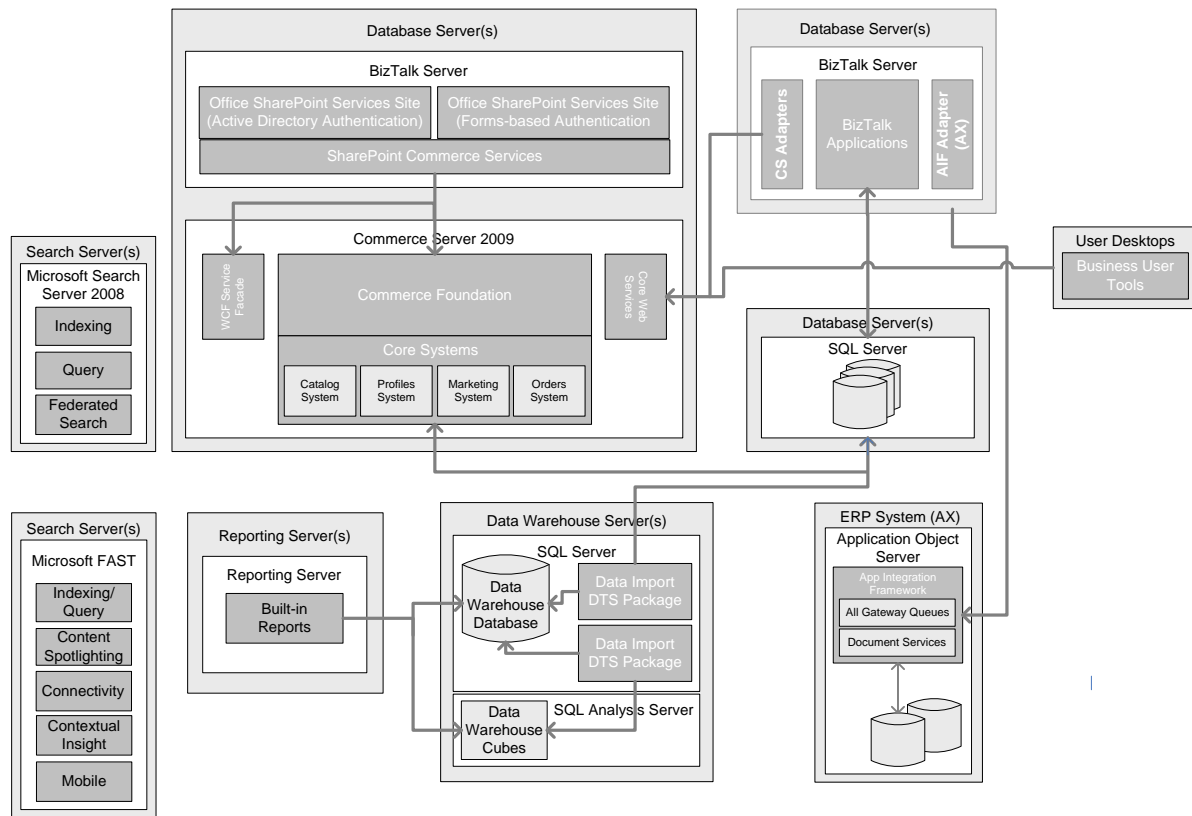 Database Server(s)
BizTalk Server
Office SharePoint Services Site
(Active Directory Authentication)
Office SharePoint Services Site
(Forms-based Authentication
SharePoint Commerce Services
Commerce Server 2009
WCF Service
Facade
Commerce Foundation
Core Web
Services
Core Systems
Catalog
System
Profiles
System
Marketing
System
Orders
System
Database Server(s)
BizTalk Server
CS Adapters
BizTalk
Applications
AIF Adapter
(AX)
User Desktops
Business User
Tools
Search Server(s)
Microsoft Search
Server 2008
Indexing
Query
Federated
Search
Database Server(s)
SQL Server
Search Server(s)
Microsoft FAST
Indexing/
Query
Content
Spotlighting
Connectivity
Contextual
Insight
Mobile
Reporting Server(s)
Reporting Server
Built-in
Reports
Data Warehouse Server(s)
SQL Server
Data
Warehouse
Database
Data Import
DTS Package
Data Import
DTS Package
SQL Analysis Server
Data
Warehouse
Cubes
ERP System (AX)
Application Object
Server
App Integration
Framework
All Gateway Queues
Document Services